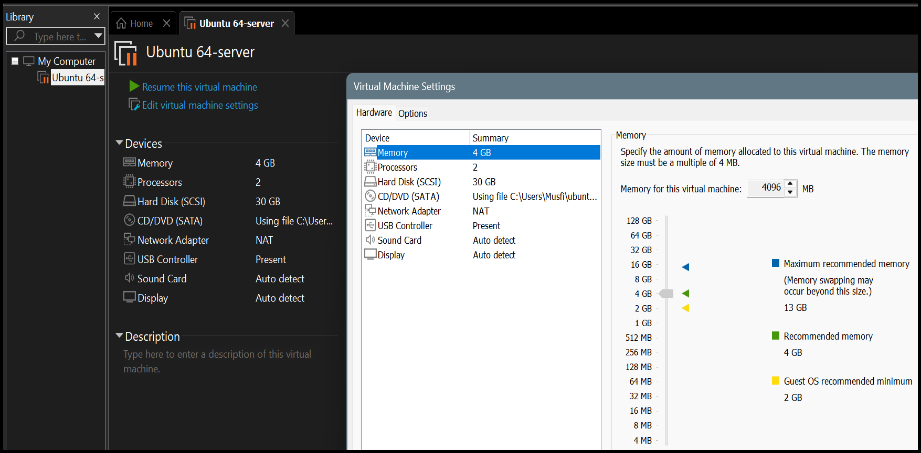 Library
Type here t...
My Computer
Ubuntu 64-s
Home
Ubuntu 64-server
Ubuntu 64-server
Resume this virtual machine
Edit virtual machine settings
Devices
Memory 4 GB
Processors 2
Hard Disk (SCSI) 30 GB
CD/DVD (SATA) Using file C:\User...
Network Adapter NAT
USB Controller Present
Sound Card Auto detect
Display Auto detect
Description
Type here to enter a description of this virtual
machine.
Virtual Machine Settings
Hardware Options
Device Summary
Memory 4 GB
Processors 2
Hard Disk (SCSI) 30 GB
CD/DVD (SATA) Using file C:\Users\Musfi\ubunt...
Network Adapter NAT
USB Controller Present
Sound Card Auto detect
Display Auto detect
Memory
Specify the amount of memory allocated to this virtual machine. The memory
size must be a multiple of 4 MB.
Memory for this virtual machine: 4096 MB
128 GB
64 GB
32 GB
16 GB
8 GB
4 GB
2 GB
1 GB
512 MB
256 MB
128 MB
64 MB
32 MB
16 MB
8 MB
4 MB
Maximum recommended memory
(Memory swapping may
occur beyond this size.)
13 GB
Recommended memory
4 GB
Guest OS recommended minimum
2 GB